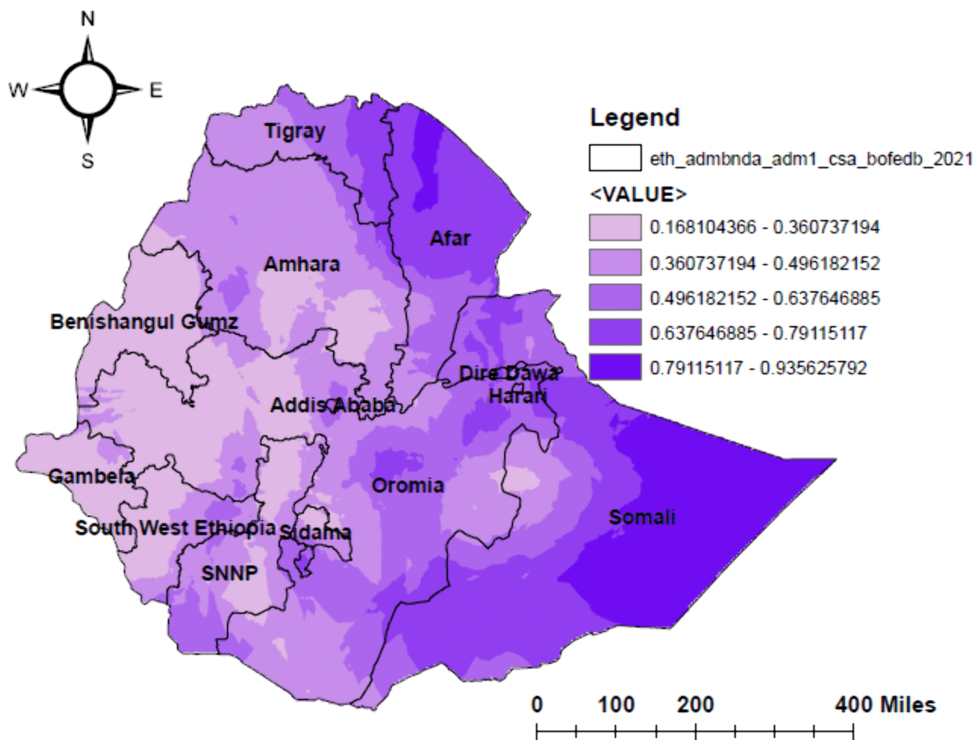 N
W E
S
Legend
eth_admbnda_adm1_csa_bofedb_2021
<VALUE>
0.168104366 - 0.360737194
0.360737194 - 0.496182152
0.496182152 - 0.637646885
0.637646885 - 0.79115117
0.79115117 - 0.935625792
Tigray
Afar
Amhara
Benishangul Gumz
Dire Dawa
Harari
Addis Ababa
Gambela
Oromia
South West Ethiopia
Sidama
Somali
SNNP
0 100 200 400 Miles